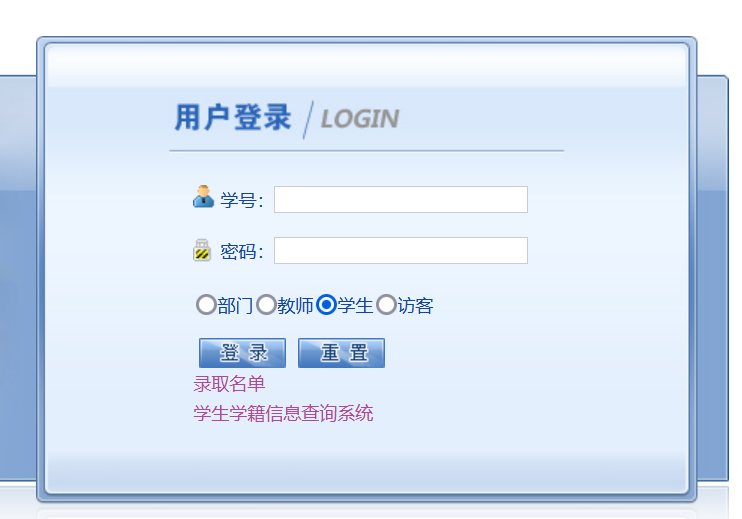 用户登录 / LOGIN
学号：
密码：
部门 教师 学生 访客
登 录 重 置
录取名单
学生学籍信息查询系统